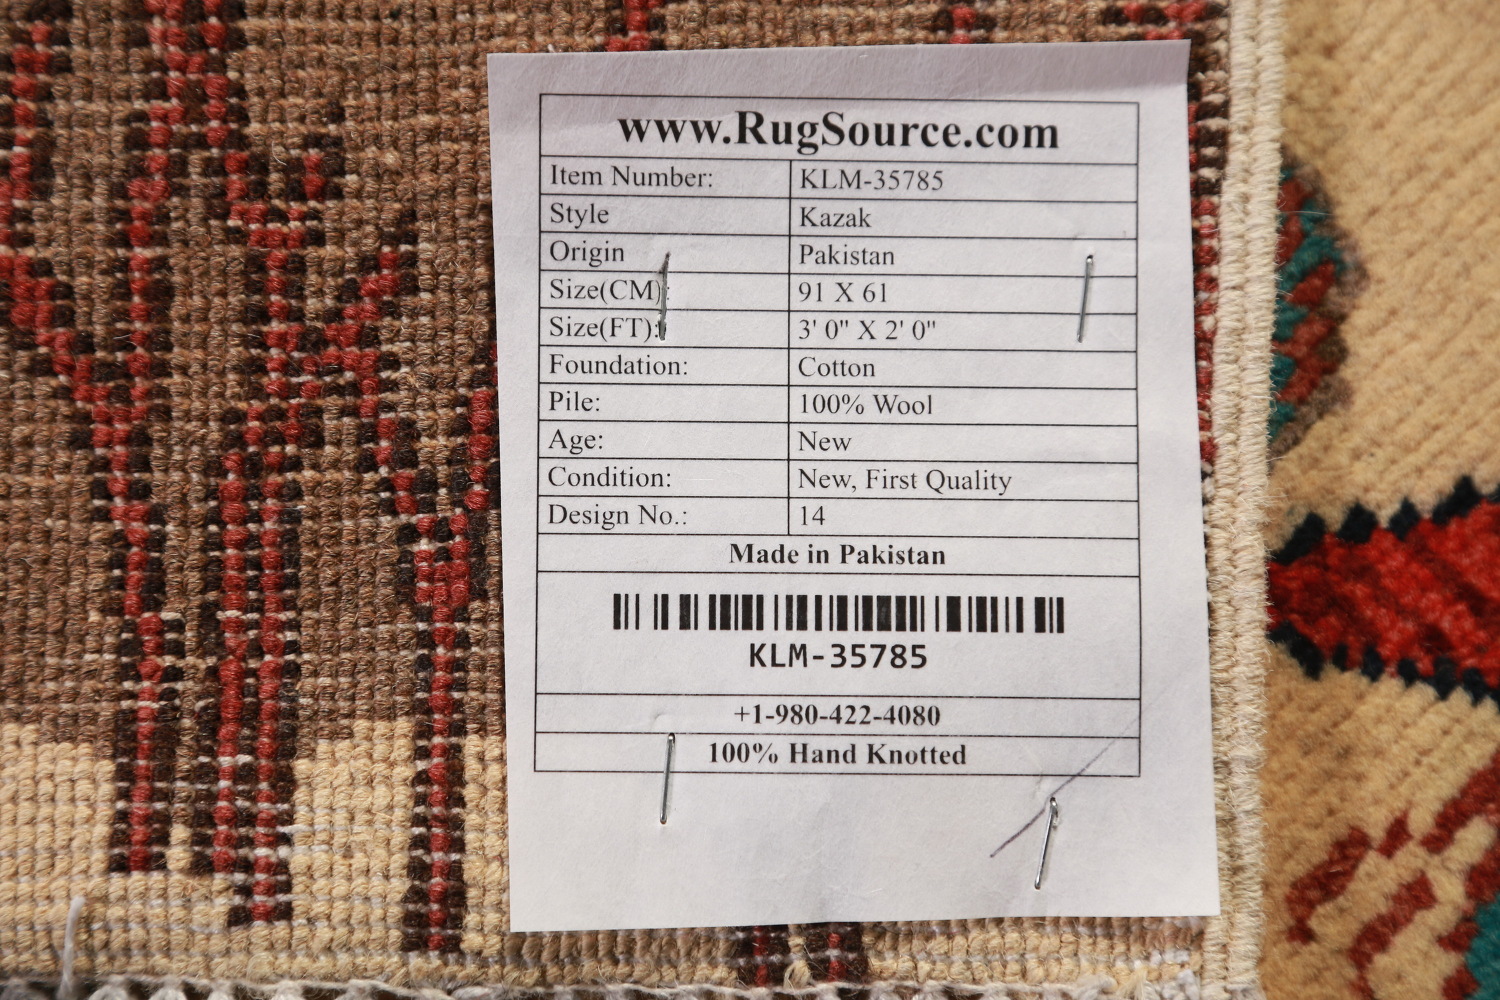 www.RugSource.com
Item Number: KLM-35785
Style Kazak
Origin Pakistan
Size(CM): 91 X 61
Size(FT): 3' 0" X 2' 0"
Foundation: Cotton
Pile: 100% Wool
Age: New
Condition: New, First Quality
Design No.: 14
Made in Pakistan
KLM-35785
+1-980-422-4080
100% Hand Knotted